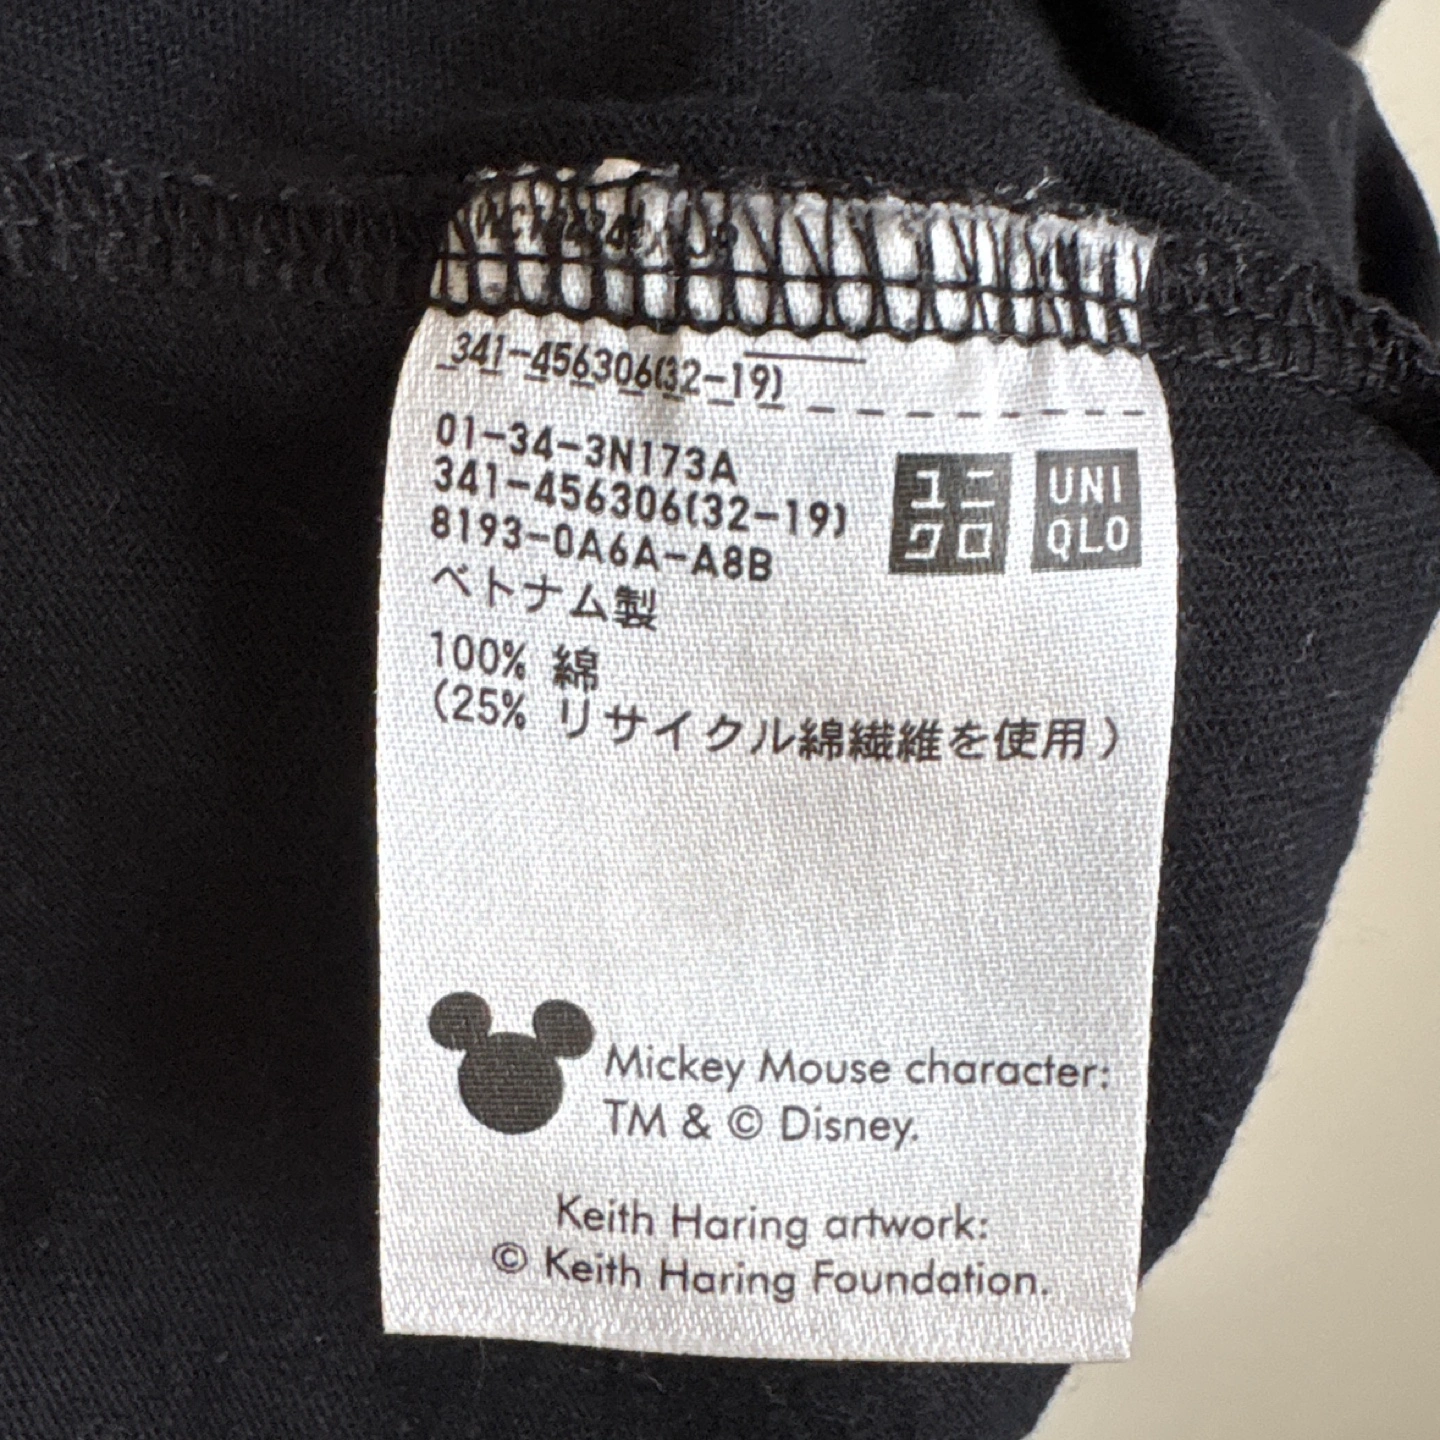 341-456306(32-19)
01-34-3N173A
341-456306(32-19)
8193-0A6A-A8B
ユニ
クロ
UNI
QLO
ベトナム製
100% 綿
(25% リサイクル綿繊維を使用)
Mickey Mouse character:
TM & © Disney.
Keith Haring artwork:
© Keith Haring Foundation.